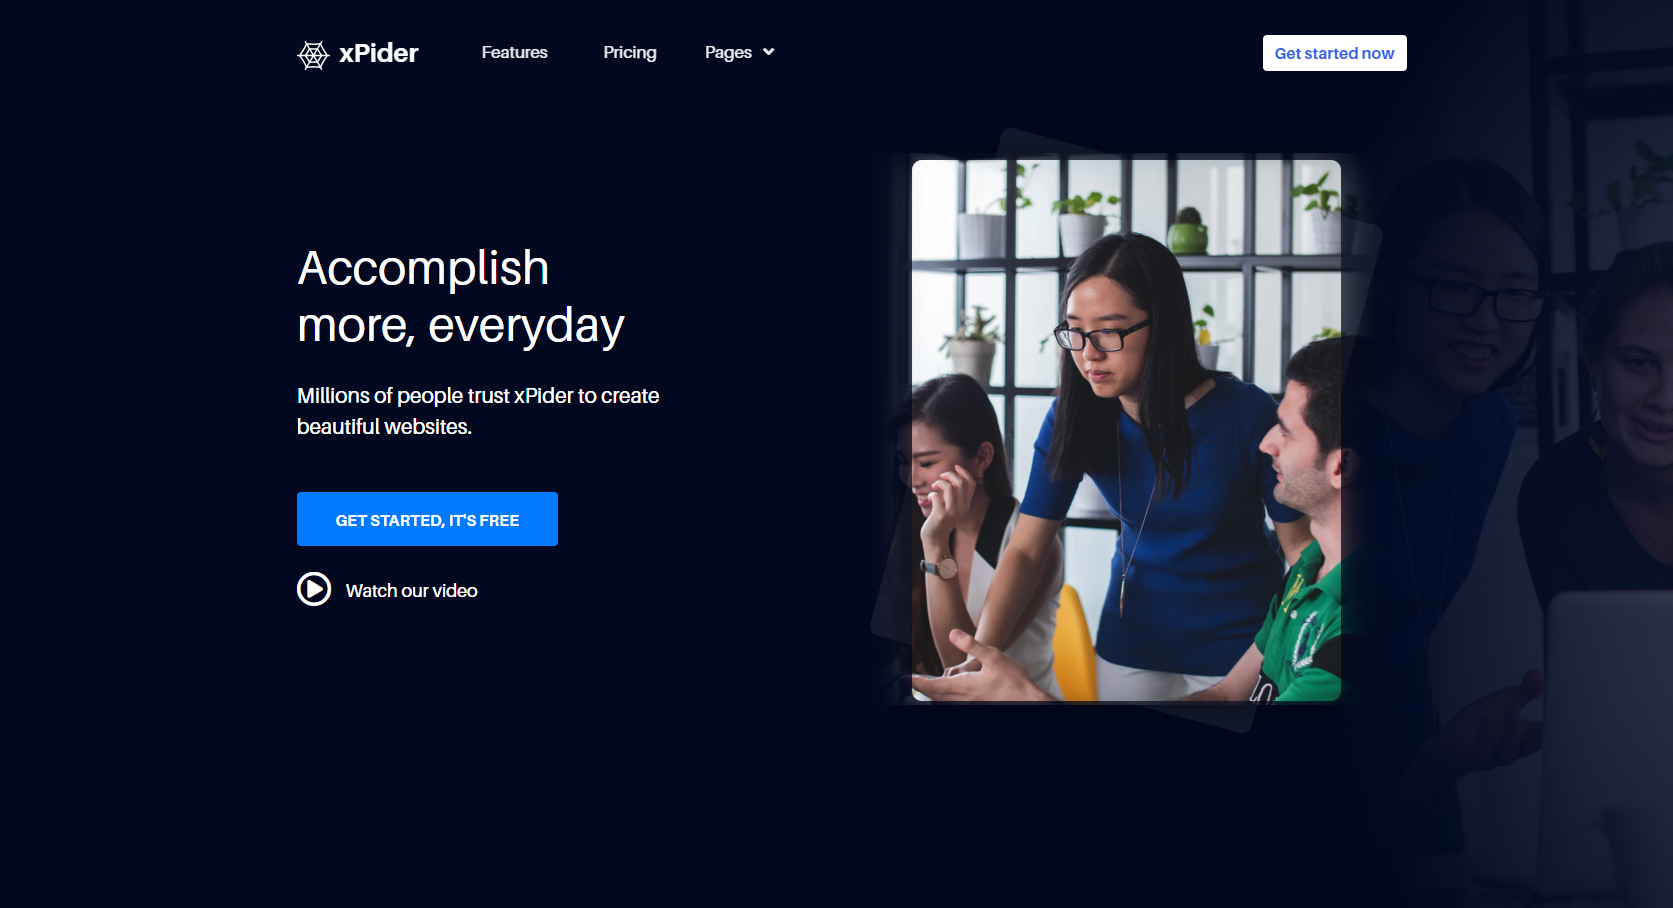 xPider
Features
Pricing
Pages
Get started now
Accomplish
more, everyday
Millions of people trust xPider to create
beautiful websites.
GET STARTED, IT'S FREE
Watch our video